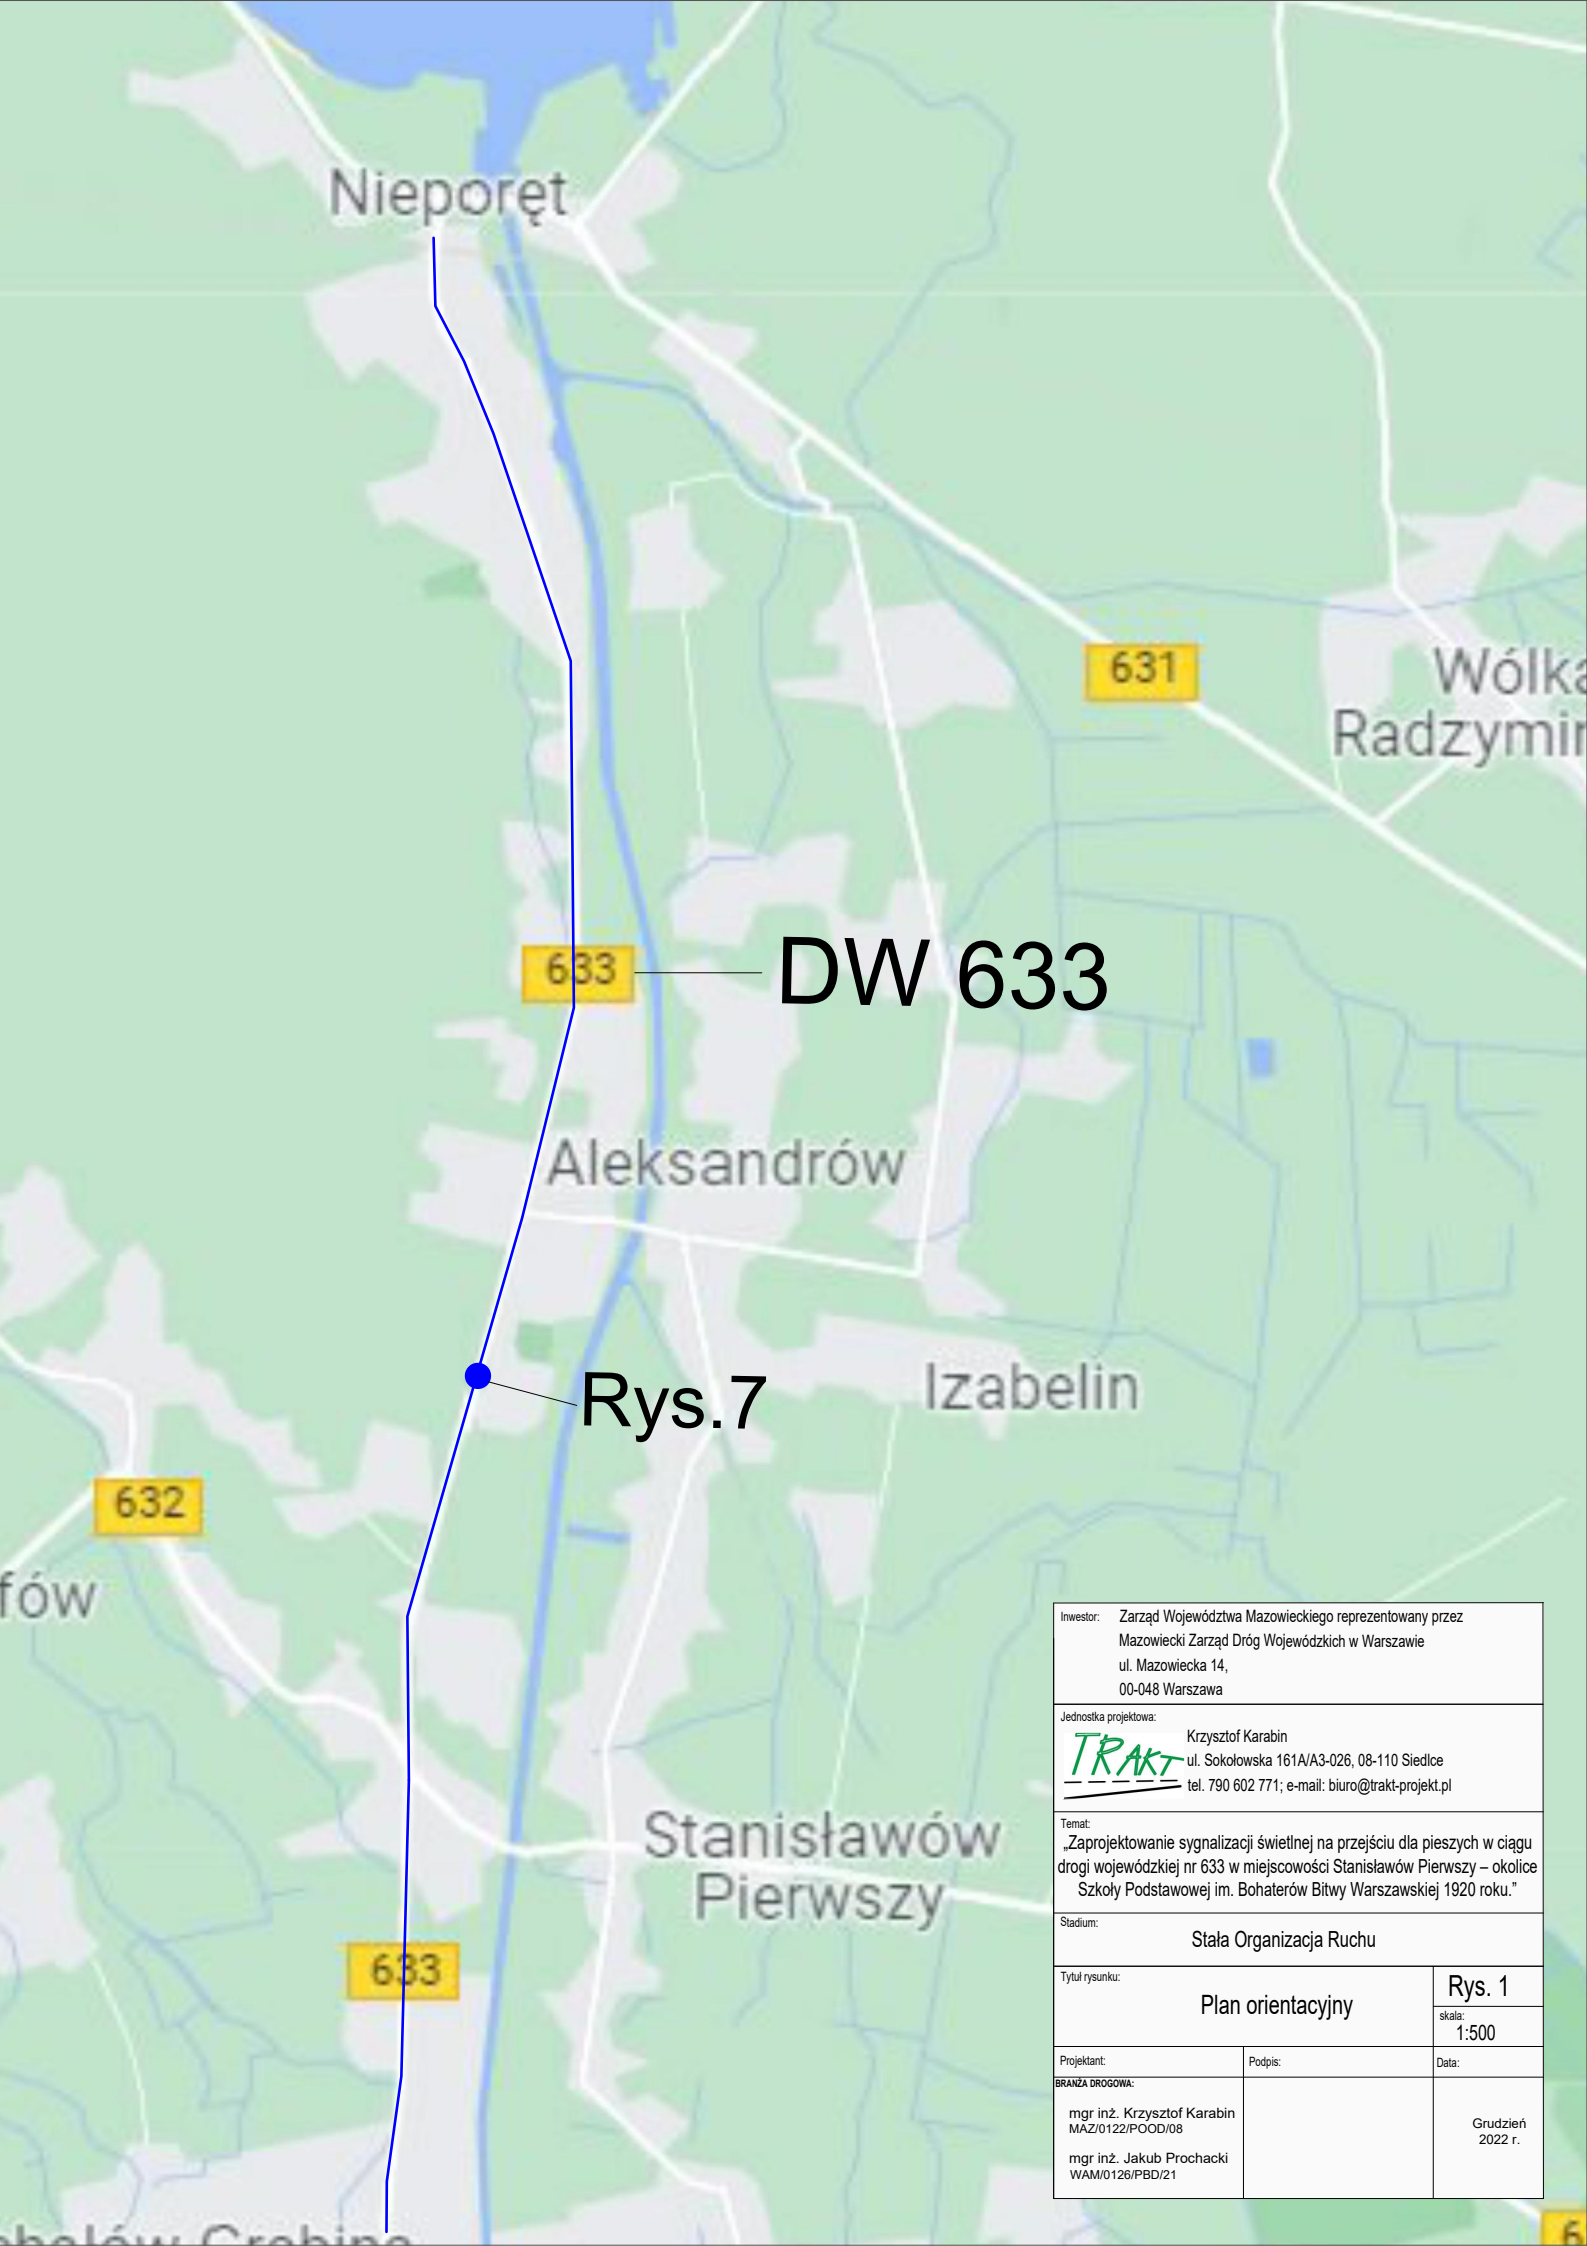 Nieporęt
631
Wólka
Radzymin
633
DW 633
Aleksandrów
Rys.7
Izabelin
632
fów
Stanisławów
Pierwszy
633
6
Inwestor: Zarząd Województwa Mazowieckiego reprezentowany przez
Mazowiecki Zarząd Dróg Wojewódzkich w Warszawie
ul. Mazowiecka 14,
00-048 Warszawa
Jednostka projektowa:
TRAKT
Krzysztof Karabin
ul. Sokołowska 161A/A3-026, 08-110 Siedlce
tel. 790 602 771; e-mail: biuro@trakt-projekt.pl
Temat:
„Zaprojektowanie sygnalizacji świetlnej na przejściu dla pieszych w ciągu
drogi wojewódzkiej nr 633 w miejscowości Stanisławów Pierwszy – okolice
Szkoły Podstawowej im. Bohaterów Bitwy Warszawskiej 1920 roku.”
Stadium:
Stała Organizacja Ruchu
Tytuł rysunku:
Plan orientacyjny
Rys. 1
skala:
1:500
Projektant:
Podpis:
Data:
BRANŻA DROGOWA:
mgr inż. Krzysztof Karabin
MAZ/0122/POOD/08
mgr inż. Jakub Prochacki
WAM/0126/PBD/21
Grudzień
2022 r.